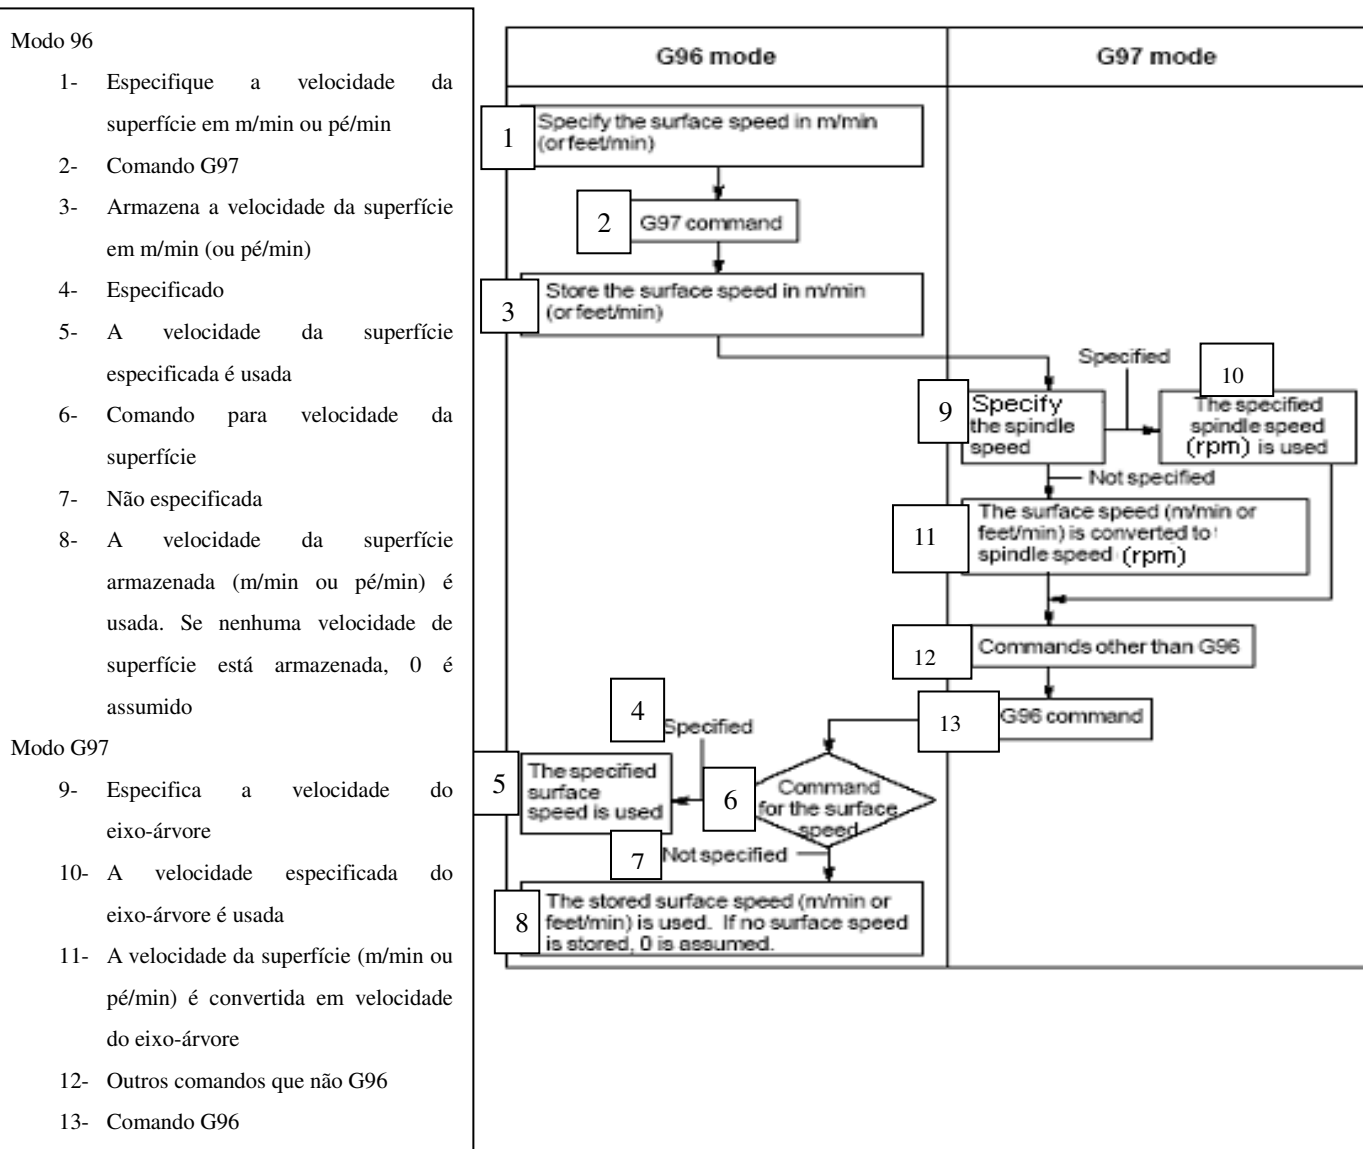 Modo 96
1- Especifique a velocidade da
superfície em m/min ou pé/min
2- Comando G97
3- Armazena a velocidade da superfície
em m/min (ou pé/min)
4- Especificado
5- A velocidade da superfície
especificada é usada
6- Comando para velocidade da
superfície
7- Não especificada
8- A velocidade da superfície
armazenada (m/min ou pé/min) é
usada. Se nenhuma velocidade de
superfície está armazenada, 0 é
assumido
Modo G97
9- Especifica a velocidade do
eixo-árvore
10- A velocidade especificada do
eixo-árvore é usada
11- A velocidade da superfície (m/min ou
pé/min) é convertida em velocidade
do eixo-árvore
12- Outros comandos que não G96
13- Comando G96
G96 mode
G97 mode
1
Specify the surface speed in m/min
(or feet/min)
2
G97 command
3
Store the surface speed in m/min
(or feet/min)
Specified
10
9
Specify
the spindle
speed
The specified
spindle speed
(rpm) is used
Not specified
11
The surface speed (m/min or
feet/min) is converted to
spindle speed (rpm)
12
Commands other than G96
13
G96 command
4
Specified
5
The specified
surface
speed is used
6
Command
for the surface
speed
7
Not specified
8
The stored surface speed (m/min or
feet/min) is used. If no surface speed
is stored, 0 is assumed.